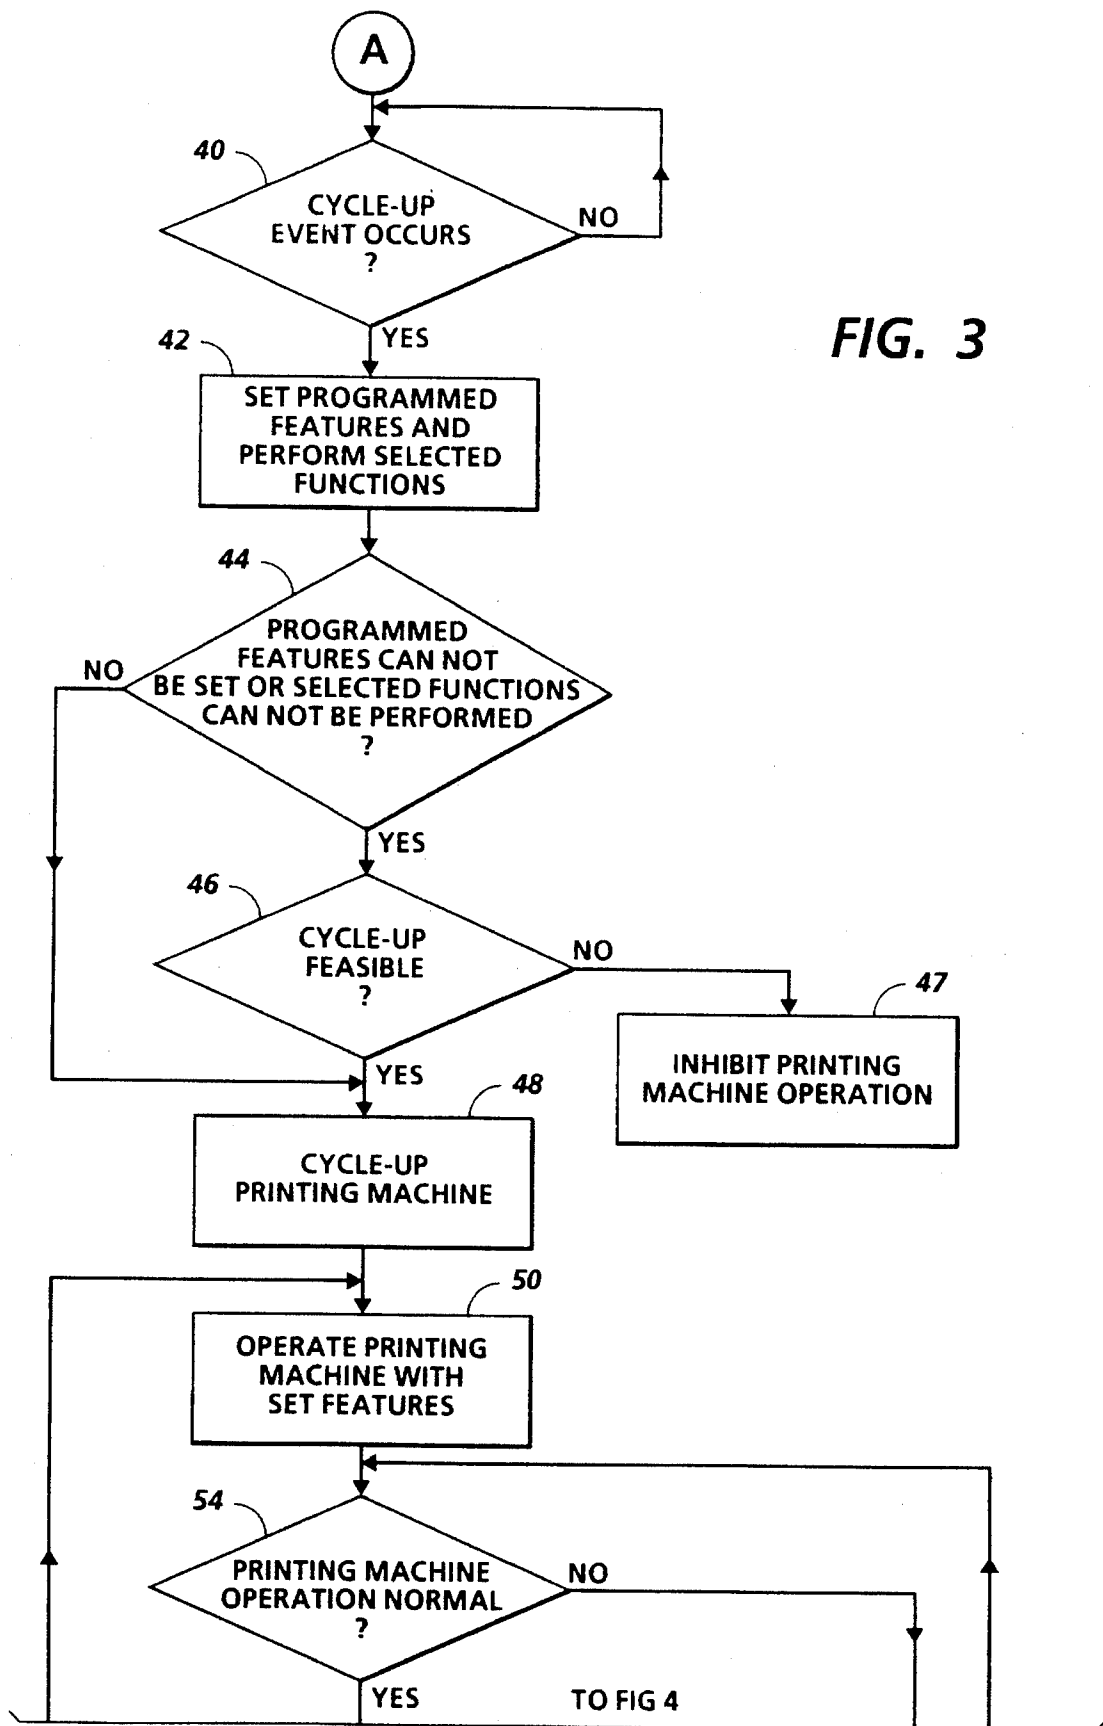 A
40
CYCLE-UP
EVENT OCCURS
?
NO
YES
FIG. 3
42
SET PROGRAMMED
FEATURES AND
PERFORM SELECTED
FUNCTIONS
44
PROGRAMMED
FEATURES CAN NOT
BE SET OR SELECTED FUNCTIONS
CAN NOT BE PERFORMED
?
NO
YES
46
CYCLE-UP
FEASIBLE
?
NO
YES
47
INHIBIT PRINTING
MACHINE OPERATION
48
CYCLE-UP
PRINTING MACHINE
50
OPERATE PRINTING
MACHINE WITH
SET FEATURES
54
PRINTING MACHINE
OPERATION NORMAL
?
NO
YES
TO FIG 4